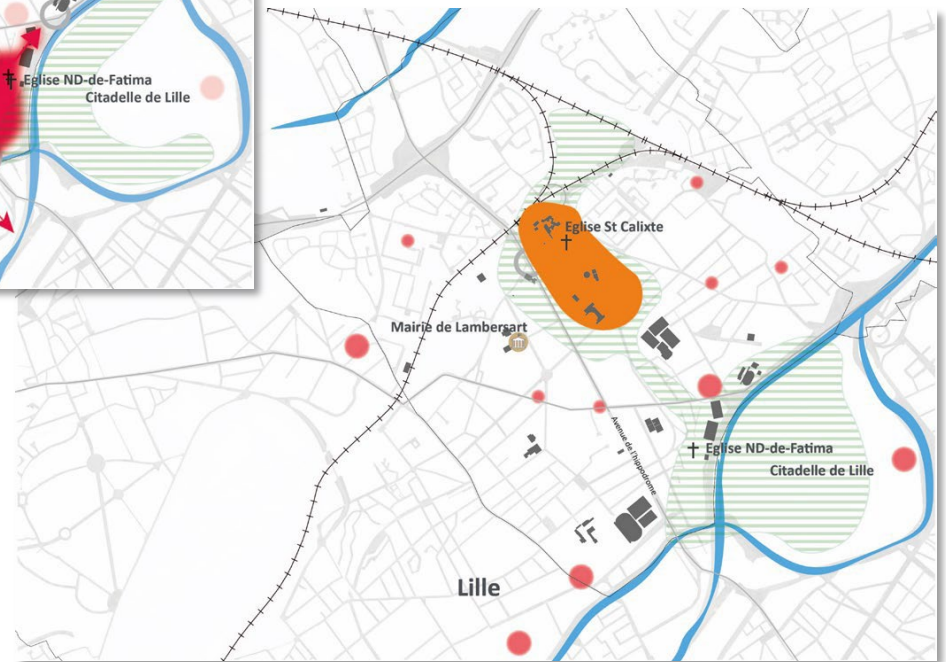 Eglise ND-de-Fatima
Citadelle de Lille
Eglise St Calixte
Mairie de Lambersart
Avenue de l'hippodrome
Eglise ND-de-Fatima
Citadelle de Lille
Lille